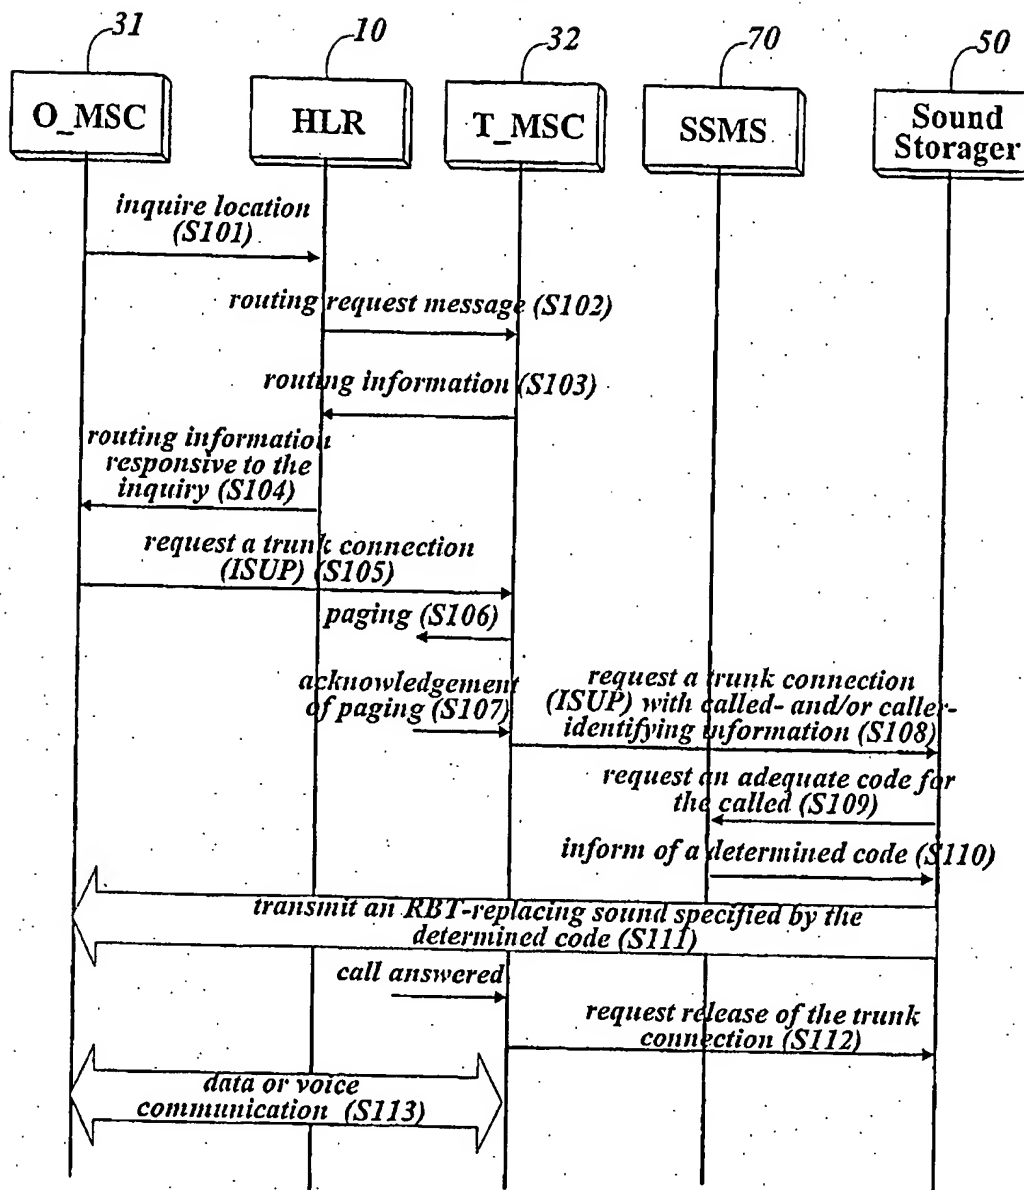 31
10
32
70
50
O_MSC
HLR
T_MSC
SSMS
Sound
Storager
inquire location
(S101)
routing request message (S102)
routing information (S103)
routing information
responsive to the
inquiry (S104)
request a trunk connection
(ISUP) (S105)
paging (S106)
acknowledgement
of paging (S107)
request a trunk connection
(ISUP) with called- and/or caller-
identifying information (S108)
request an adequate code for
the called (S109)
inform of a determined code (S110)
transmit an RBT-replacing sound specified by the
determined code (S111)
call answered
request release of the trunk
connection (S112)
data or voice
communication (S113)